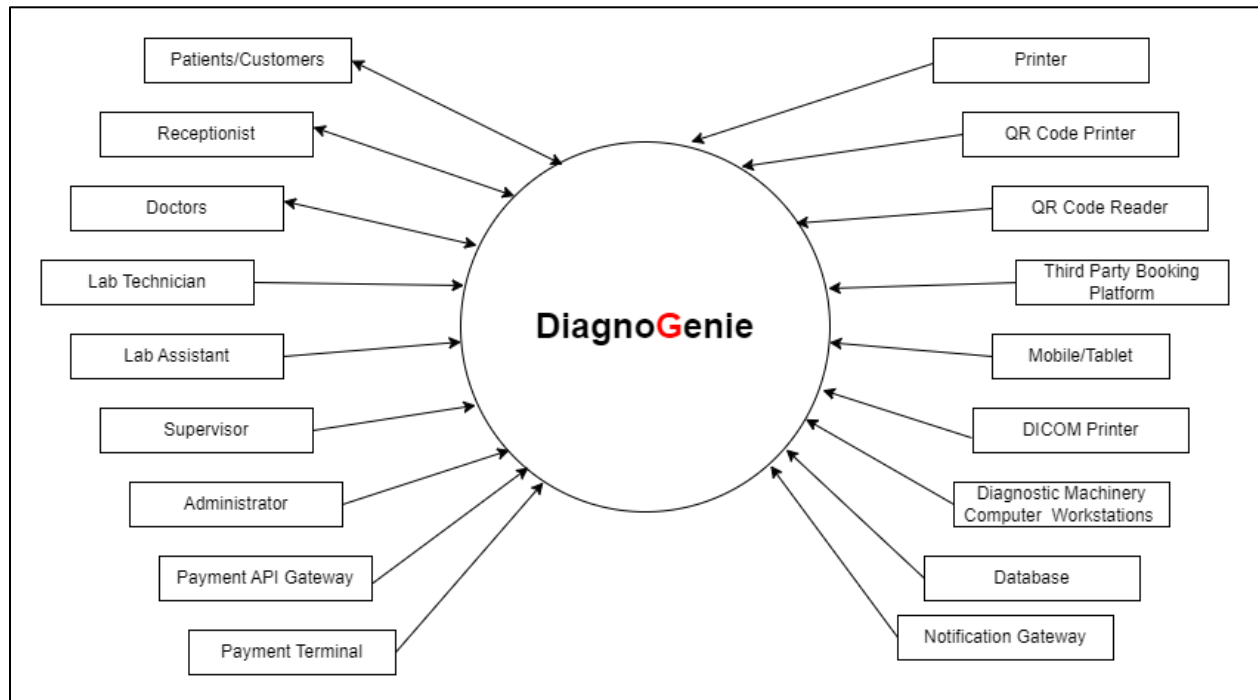 Patients/Customers
Receptionist
Doctors
Lab Technician
Lab Assistant
Supervisor
Administrator
Payment API Gateway
Payment Terminal
DiagnoGenie
Printer
QR Code Printer
QR Code Reader
Third Party Booking
Platform
Mobile/Tablet
DICOM Printer
Diagnostic Machinery
Computer Workstations
Database
Notification Gateway